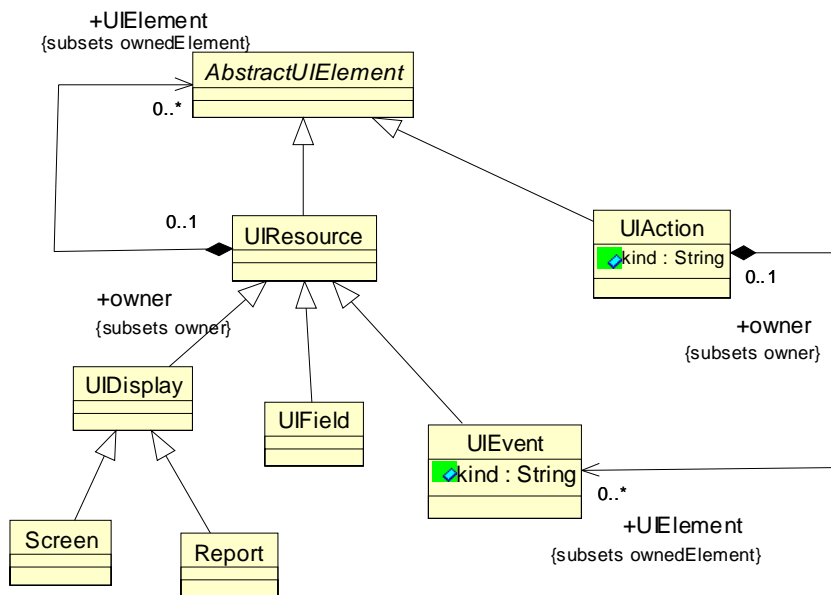 +UIElement
{subsets ownedElement}
AbstractUIElement
0..*
0..1
UIResource
UIAction
kind : String
0..1
+owner
{subsets owner}
+owner
{subsets owner}
UIDisplay
UIField
UIEvent
kind : String
0..*
+UIElement
{subsets ownedElement}
Screen
Report